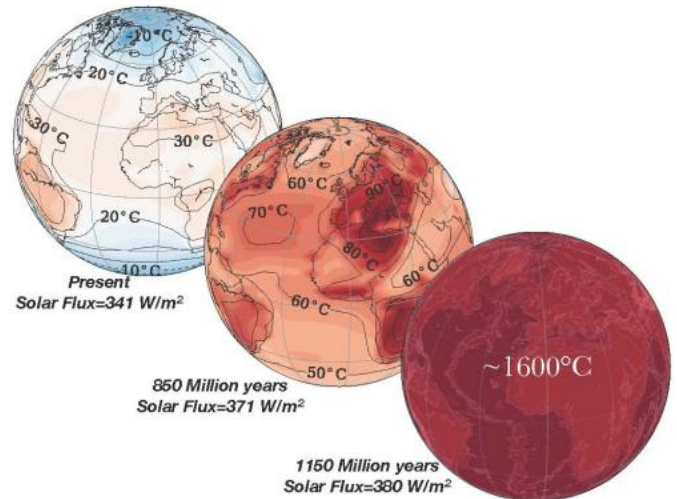 -10°C
20°C
30°C
30°C
20°C
10°C
Present
Solar Flux=341 W/m²
60°C
90°C
70°C
80°C
60°C
60°C
50°C
850 Million years
Solar Flux=371 W/m²
~1600°C
1150 Million years
Solar Flux=380 W/m²